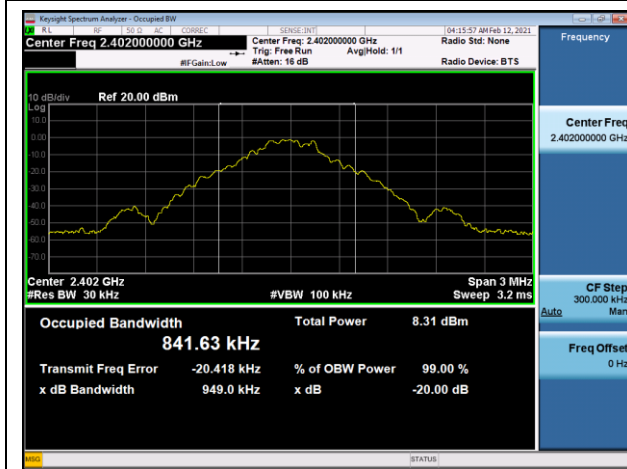 Keysight Spectrum Analyzer - Occupied BW
RL RF 50 Ω AC CORREC SENSE:INT 04:15:57 AM Feb 12, 2021
Center Freq 2.402000000 GHz
Center Freq: 2.402000000 GHz
Radio Std: None
Trig: Free Run Avg|Hold: 1/1
#IFGain:Low #Atten: 16 dB Radio Device: BTS
Frequency
10 dB/div Ref 20.00 dBm
Log
10.0
0.00
-10.0
-20.0
-30.0
-40.0
-50.0
-60.0
-70.0
Center Freq
2.402000000 GHz
Center 2.402 GHz Span 3 MHz
#Res BW 30 kHz #VBW 100 kHz Sweep 3.2 ms
CF Step
300.000 kHz
Auto Man
Occupied Bandwidth Total Power 8.31 dBm
841.63 kHz
Transmit Freq Error -20.418 kHz % of OBW Power 99.00 %
x dB Bandwidth 949.0 kHz x dB -20.00 dB
Freq Offset
0 Hz
MSG STATUS